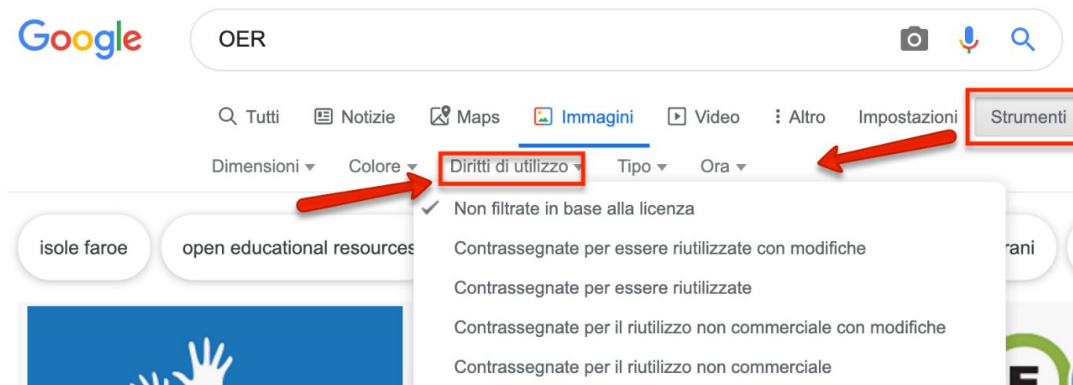 Google
OER
Tutti Notizie Maps Immagini Video Altro Impostazioni Strumenti
Dimensioni Colore Diritti di utilizzo Tipo Ora
Non filtrate in base alla licenza
Contrassegnate per essere riutilizzate con modifiche
Contrassegnate per essere riutilizzate
Contrassegnate per il riutilizzo non commerciale con modifiche
Contrassegnate per il riutilizzo non commerciale
isole faroe open educational resources